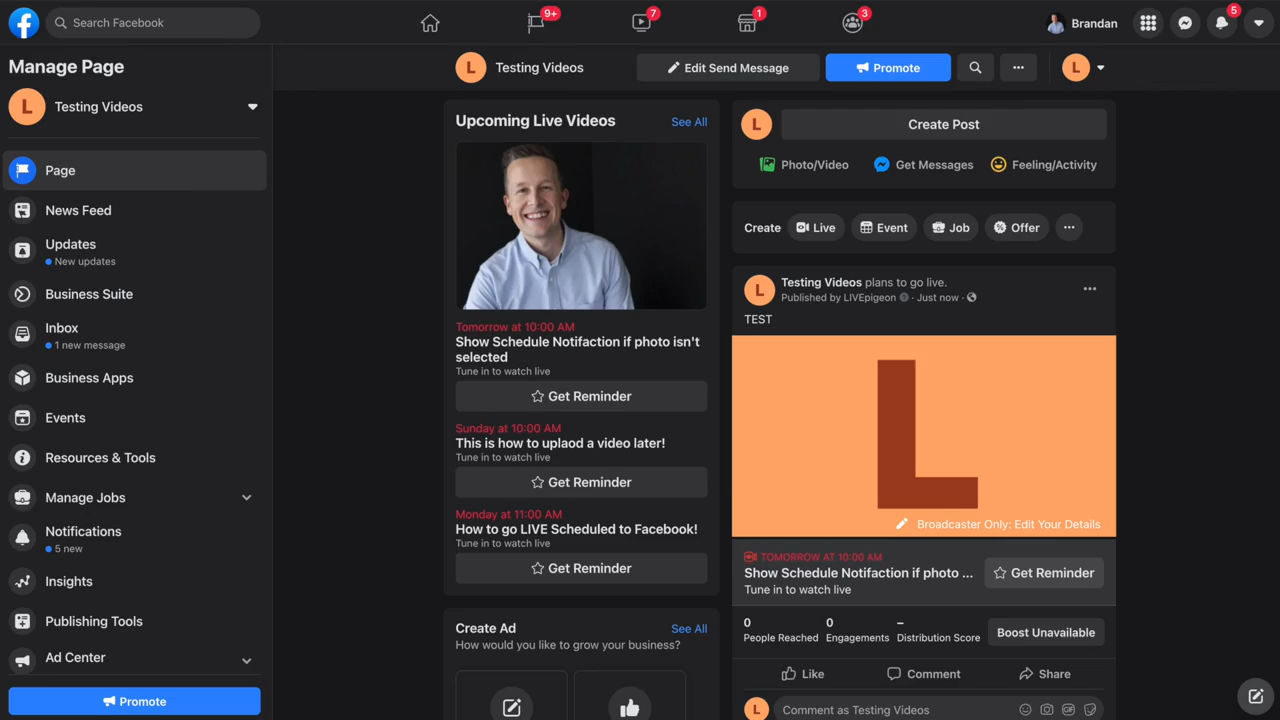 Search Facebook
9+
7
1
3
Brandan
5
Manage Page
L
Testing Videos
Page
News Feed
Updates
New updates
Business Suite
Inbox
1 new message
Business Apps
Events
Resources & Tools
Manage Jobs
Notifications
5 new
Insights
Publishing Tools
Ad Center
Promote
L
Testing Videos
Edit Send Message
Promote
L
Upcoming Live Videos
See All
Tomorrow at 10:00 AM
Show Schedule Notifaction if photo isn't
selected
Tune in to watch live
Get Reminder
Sunday at 10:00 AM
This is how to uplaod a video later!
Tune in to watch live
Get Reminder
Monday at 11:00 AM
How to go LIVE Scheduled to Facebook!
Tune in to watch live
Get Reminder
Create Ad
See All
How would you like to grow your business?
L
Create Post
Photo/Video
Get Messages
Feeling/Activity
Create
Live
Event
Job
Offer
L
Testing Videos plans to go live.
Published by LIVEpigeon · Just now ·
TEST
L
Broadcaster Only: Edit Your Details
TOMORROW AT 10:00 AM
Show Schedule Notifaction if photo ...
Tune in to watch live
Get Reminder
0
People Reached
0
Engagements
–
Distribution Score
Boost Unavailable
Like
Comment
Share
L
Comment as Testing Videos
GIF